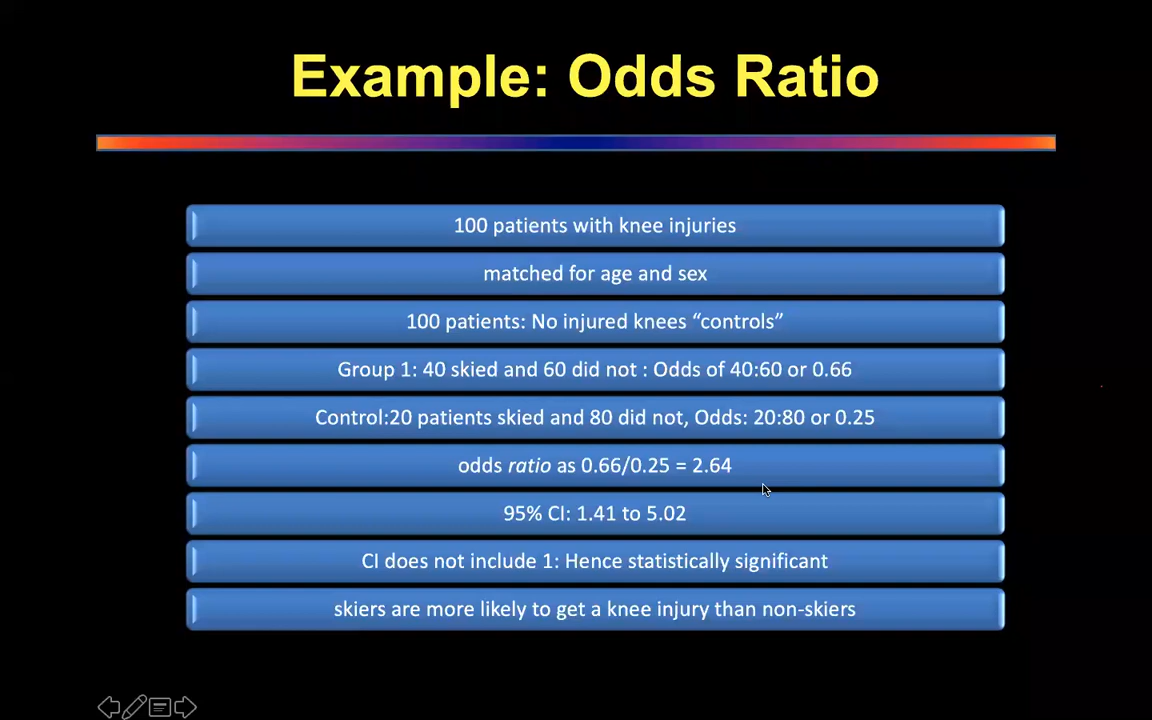 Example: Odds Ratio
100 patients with knee injuries
matched for age and sex
100 patients: No injured knees “controls”
Group 1: 40 skied and 60 did not : Odds of 40:60 or 0.66
Control:20 patients skied and 80 did not, Odds: 20:80 or 0.25
odds ratio as 0.66/0.25 = 2.64
95% CI: 1.41 to 5.02
CI does not include 1: Hence statistically significant
skiers are more likely to get a knee injury than non-skiers